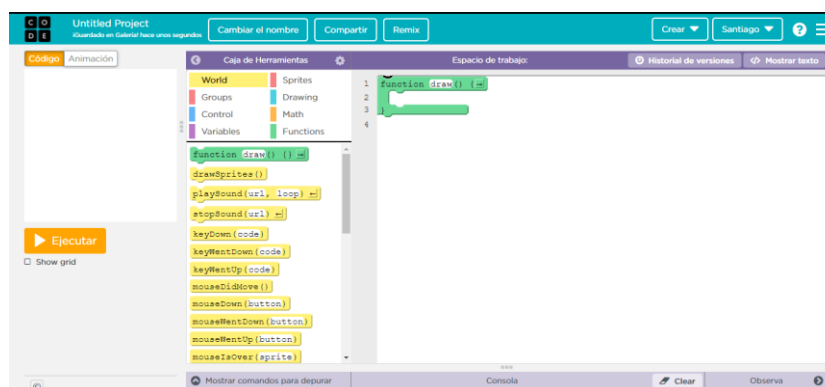 C O
D E
Untitled Project
¡Guardado en Galería! hace unos segundos
Cambiar el nombre
Compartir
Remix
Crear
Santiago
?
Código
Animación
Caja de Herramientas
Espacio de trabajo:
Historial de versiones
</> Mostrar texto
World
Sprites
Groups
Drawing
Control
Math
Variables
Functions
function draw() {}
drawSprites()
playSound(url, loop)
stopSound(url)
keyDown(code)
keyWentDown(code)
keyWentUp(code)
mouseDidMove()
mouseDown(button)
mouseWentDown(button)
mouseWentUp(button)
mouseIsOver(sprite)
1 function draw() {
2
3 }
4
Ejecutar
Show grid
©
Mostrar comandos para depurar
Consola
Clear
Observa